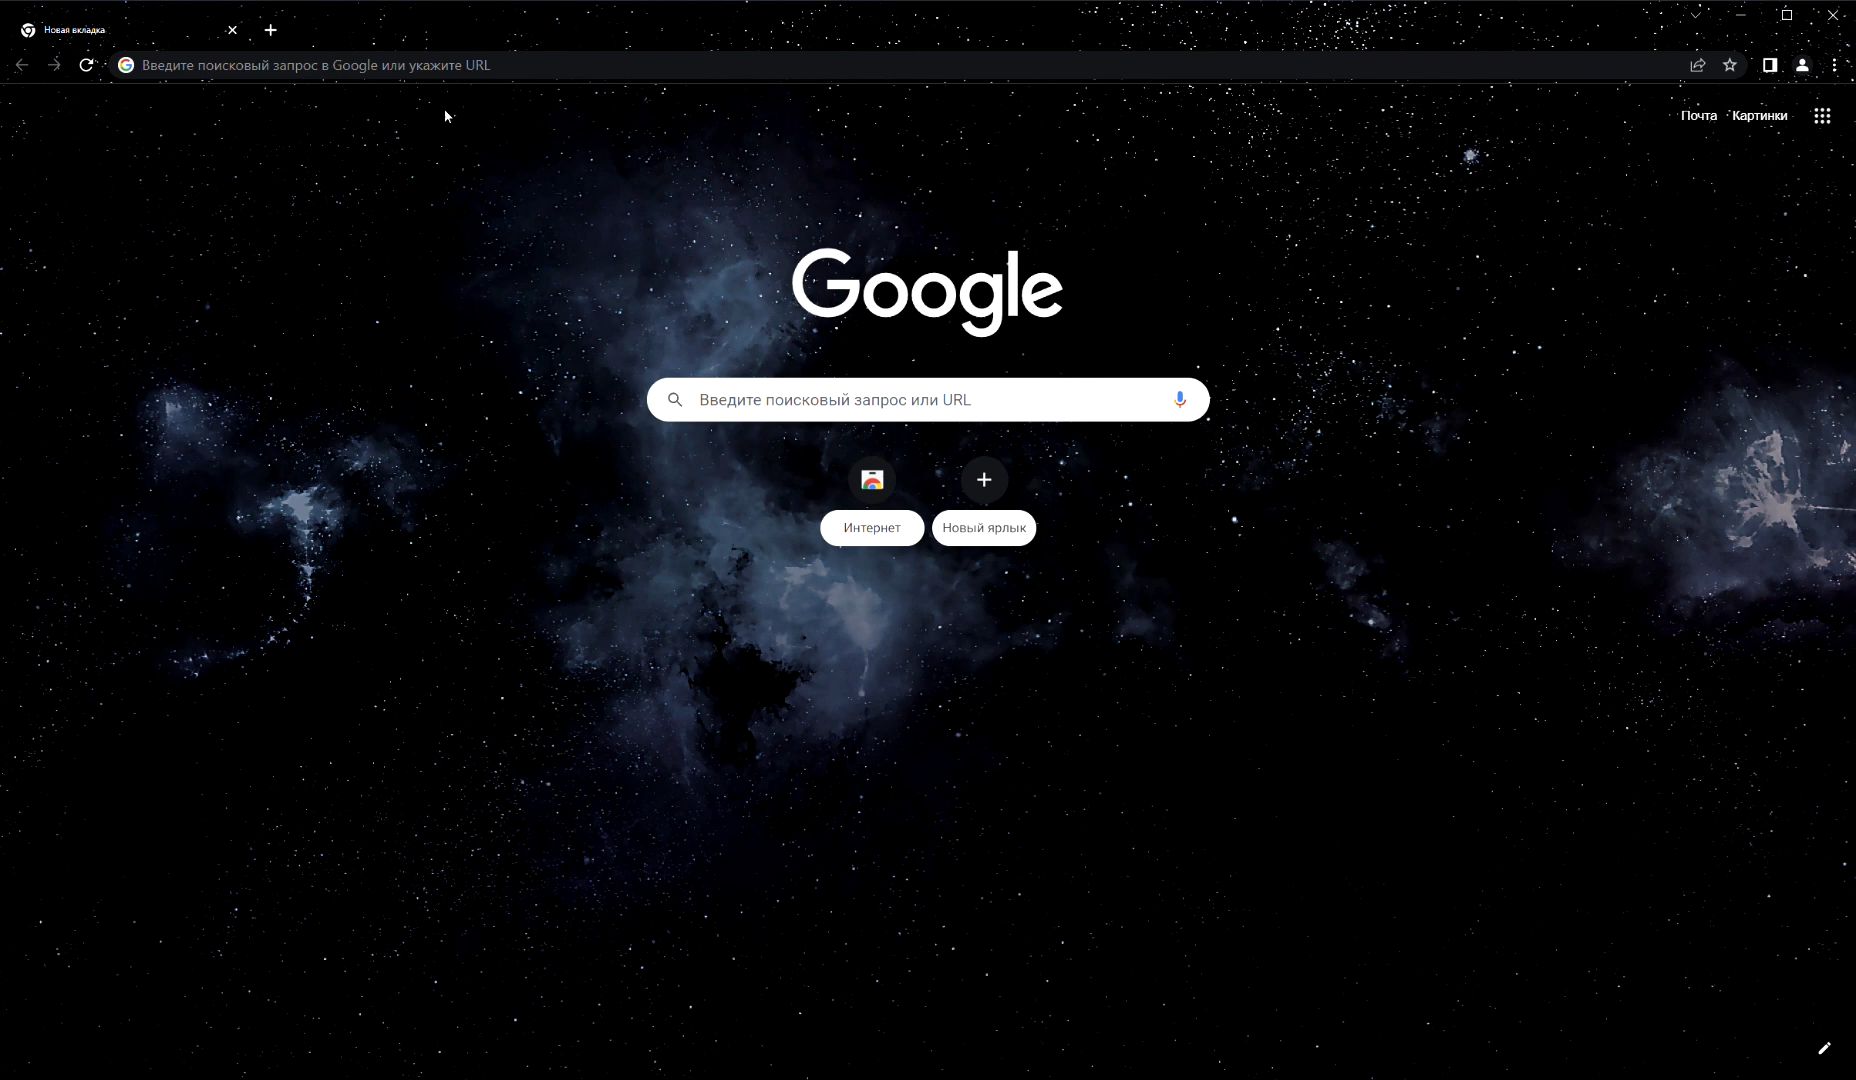 Новая вкладка
Введите поисковый запрос в Google или укажите URL
Почта Картинки
Google
Введите поисковый запрос или URL
Интернет Новый ярлык